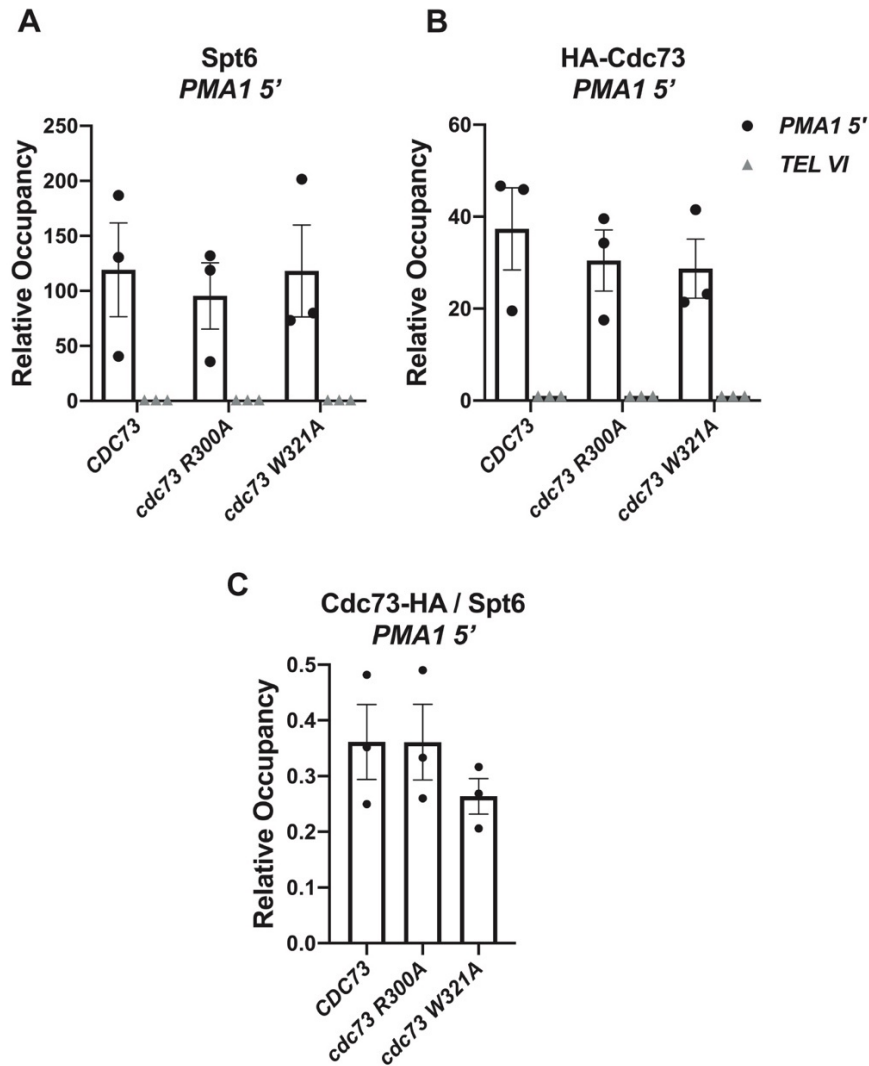 A
Spt6
PMA1 5’
Relative Occupancy
250
200
150
100
50
0
CDC73
cdc73 R300A
cdc73 W321A
B
HA-Cdc73
PMA1 5’
Relative Occupancy
60
40
20
0
CDC73
cdc73 R300A
cdc73 W321A
PMA1 5'
TEL VI
C
Cdc73-HA / Spt6
PMA1 5’
Relative Occupancy
0.5
0.4
0.3
0.2
0.1
0.0
CDC73
cdc73 R300A
cdc73 W321A